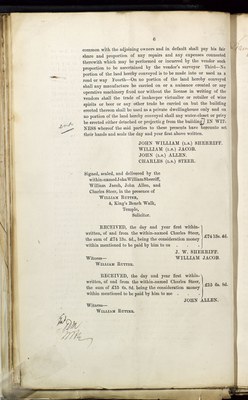 6
common with the adjoining owners and in default shall pay his fair
share and proportion of any repairs and any expenses connected
therewith which may be performed or incurred by the vendor such
proportion to be ascertained by the vendor's surveyor Third—No
portion of the land hereby conveyed is to be made into or used as a
road or way Fourth—On no portion of the land hereby conveyed
shall any manufacture be carried on or a nuisance created or any
operative machinery fixed nor without the license in writing of the
vendors shall the trade of innkeeper victualler or retailer of wine
spirits or beer or any other trade be carried on but the building
erected thereon shall be used as a private dwellinghouse only and on
no portion of the land hereby conveyed shall any water-closet or privy
be erected either detached or projecting from the building IN WIT-
NESS whereof the said parties to these presents have hereunto set
their hands and seals the day and year first above written.
JOHN WILLIAM (L.S.) SHERRIFF.
WILLIAM (L.S.) JACOB.
JOHN (L.S.) ALLEN.
CHARLES (L.S.) STEER.
Signed, sealed, and delivered by the
within-named John William Sherriff,
William Jacob, John Allen, and
Charles Steer, in the presence of
WILLIAM RUTTER,
4, King's Bench Walk,
Temple,
Solicitor.
RECEIVED, the day and year first within-
written, of and from the within-named Charles Steer,
the sum of £74 13s. 4d., being the consideration money
within mentioned to be paid by him to us
£74 13s. 4d.
J. W. SHERRIFF.
Witness— WILLIAM JACOB.
WILLIAM RUTTER.
RECEIVED, the day and year first within-
written, of and from the within-named Charles Steer,
the sum of £25 6s. 8d. being the consideration money
within mentioned to be paid by him to me
£25 6s. 8d.
JOHN ALLEN.
Witness—
WILLIAM RUTTER.